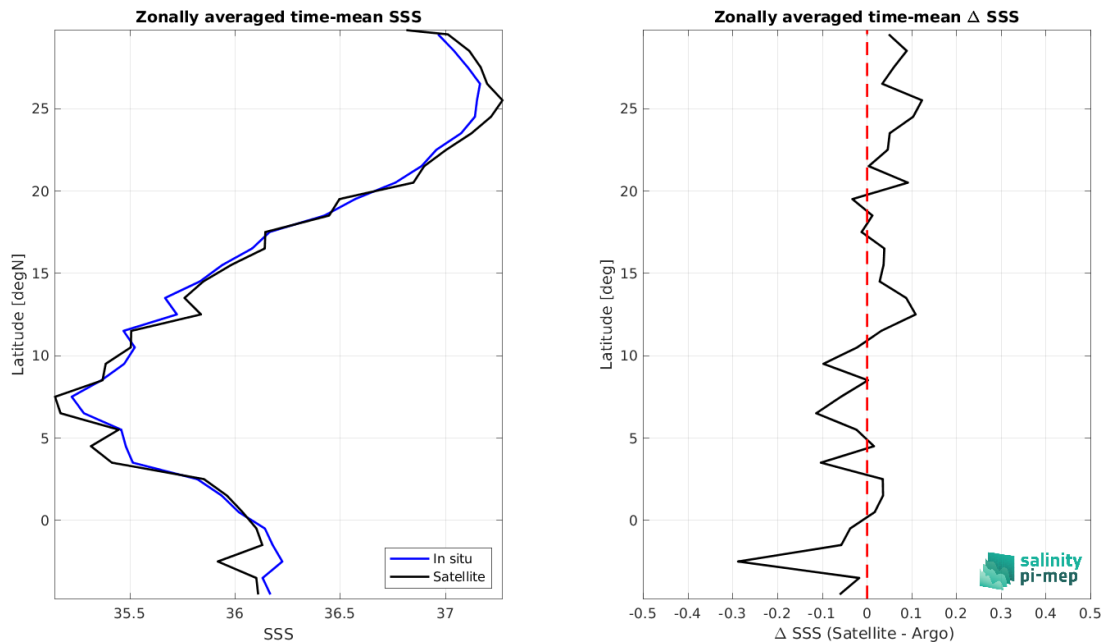 Zonally averaged time-mean SSS
Latitude [degN]
25
20
15
10
5
0
35.5
36
36.5
37
SSS
In situ
Satellite
Zonally averaged time-mean Δ SSS
Latitude [deg]
25
20
15
10
5
0
-0.5
-0.4
-0.3
-0.2
-0.1
0
0.1
0.2
0.3
0.4
0.5
Δ SSS (Satellite - Argo)
salinity
pi-mep